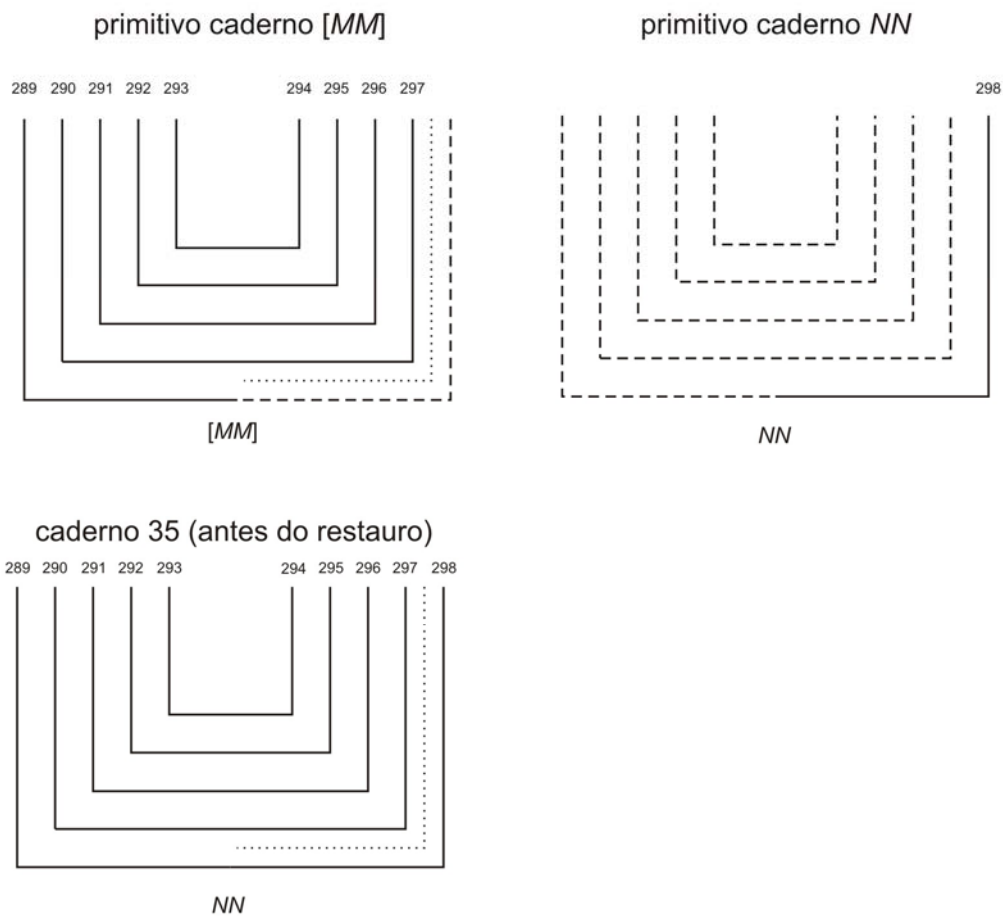 primitivo caderno [MM]
289 290 291 292 293 294 295 296 297
[MM]
primitivo caderno NN
298
NN
caderno 35 (antes do restauro)
289 290 291 292 293 294 295 296 297 298
NN